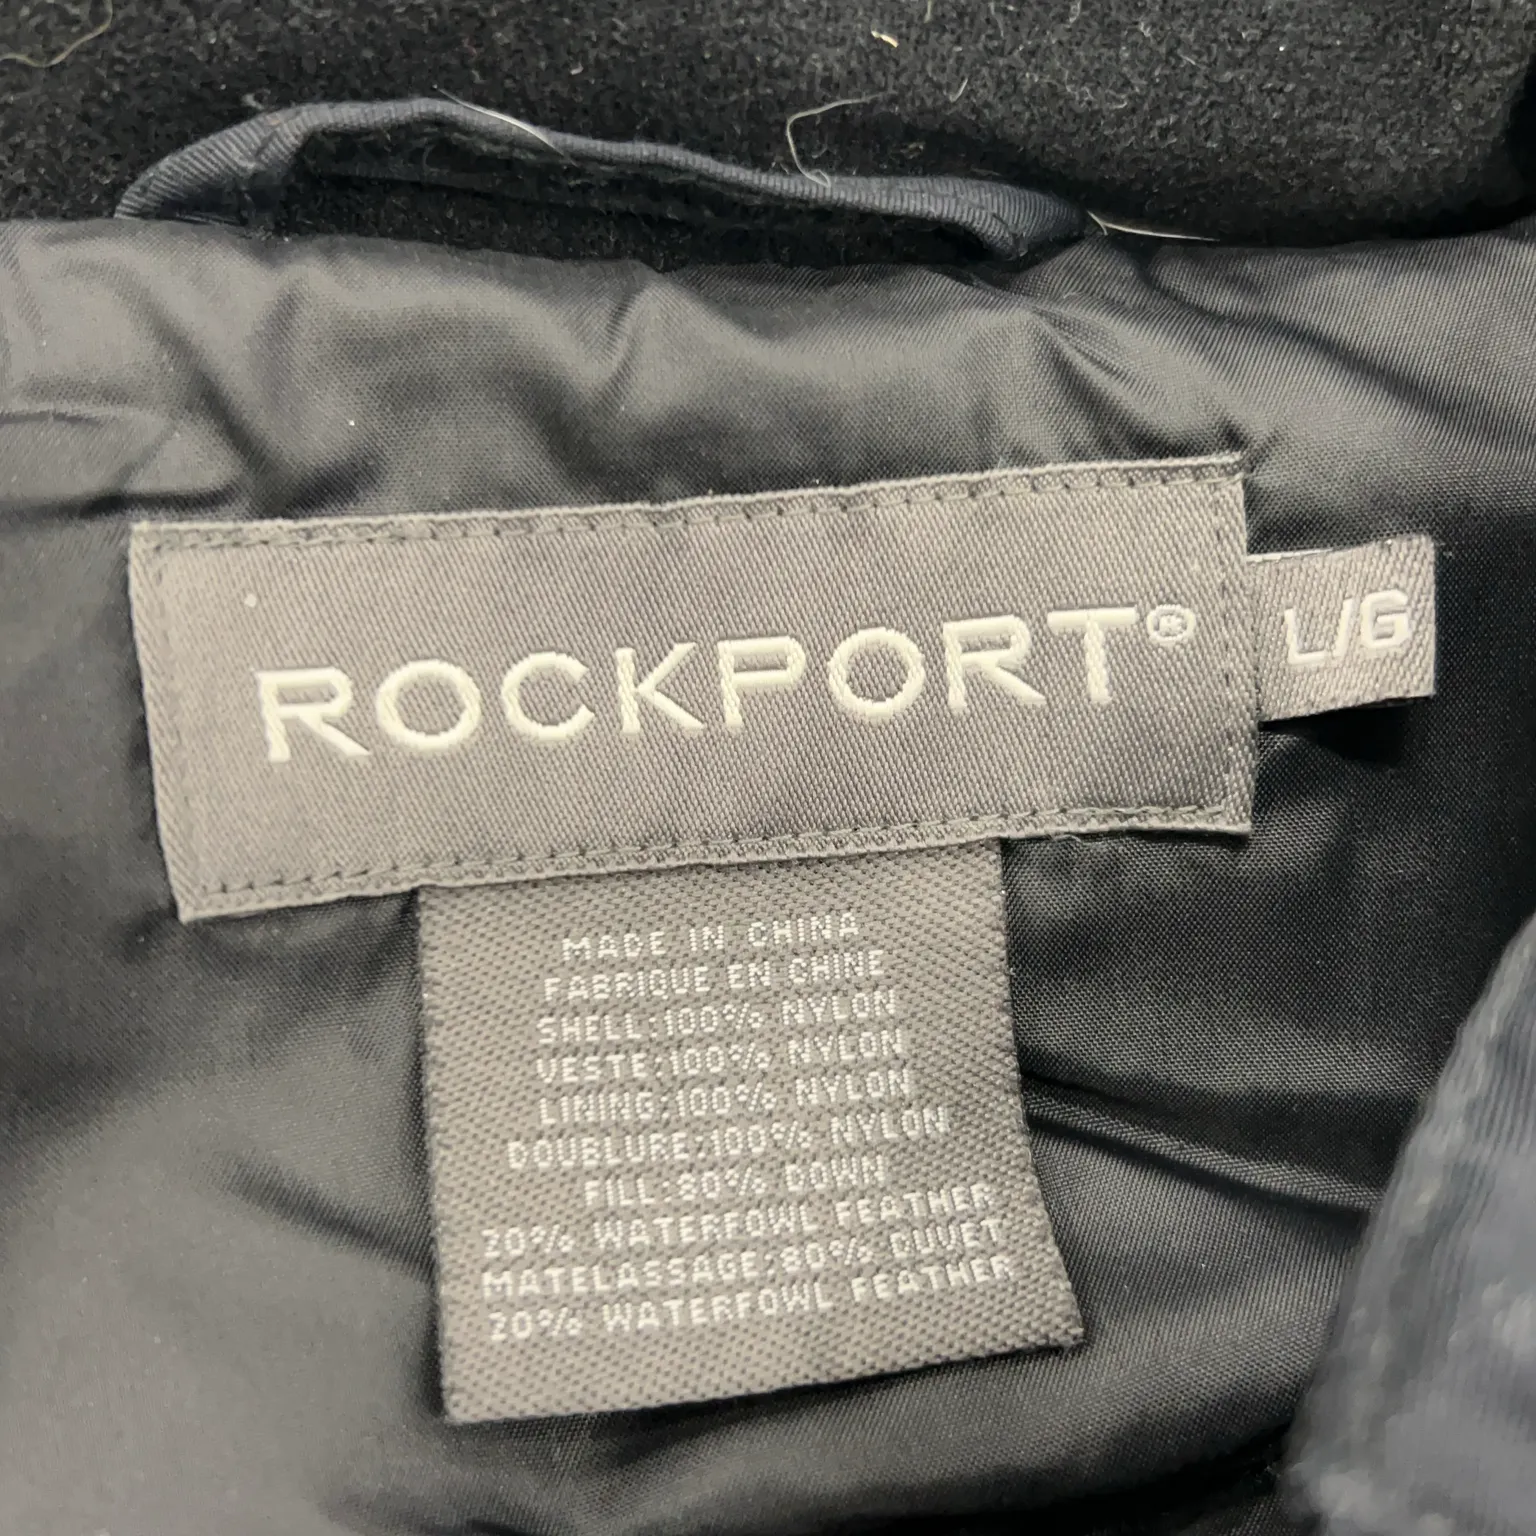 ROCKPORT®
L/G
MADE IN CHINA
FABRIQUE EN CHINE
SHELL:100% NYLON
VESTE:100% NYLON
LINING:100% NYLON
DOUBLURE:100% NYLON
FILL:80% DOWN
20% WATERFOWL FEATHER
MATELASSAGE:80% DUVET
20% WATERFOWL FEATHER